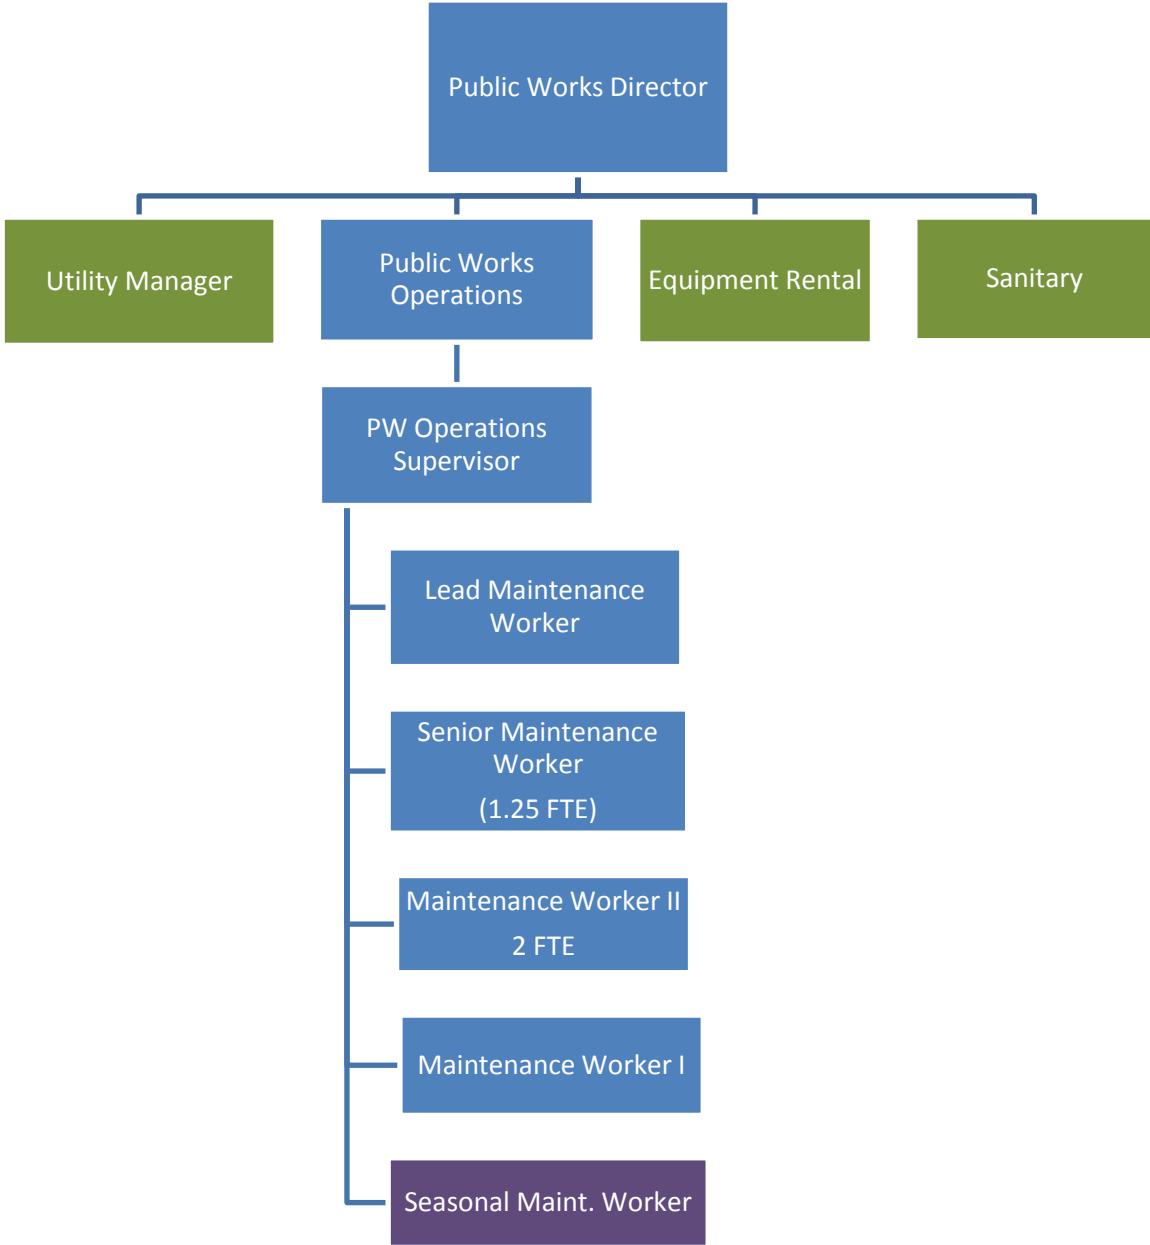 Public Works Director
Utility Manager
Public Works
Operations
Equipment Rental
Sanitary
PW Operations
Supervisor
Lead Maintenance
Worker
Senior Maintenance
Worker
(1.25 FTE)
Maintenance Worker II
2 FTE
Maintenance Worker I
Seasonal Maint. Worker